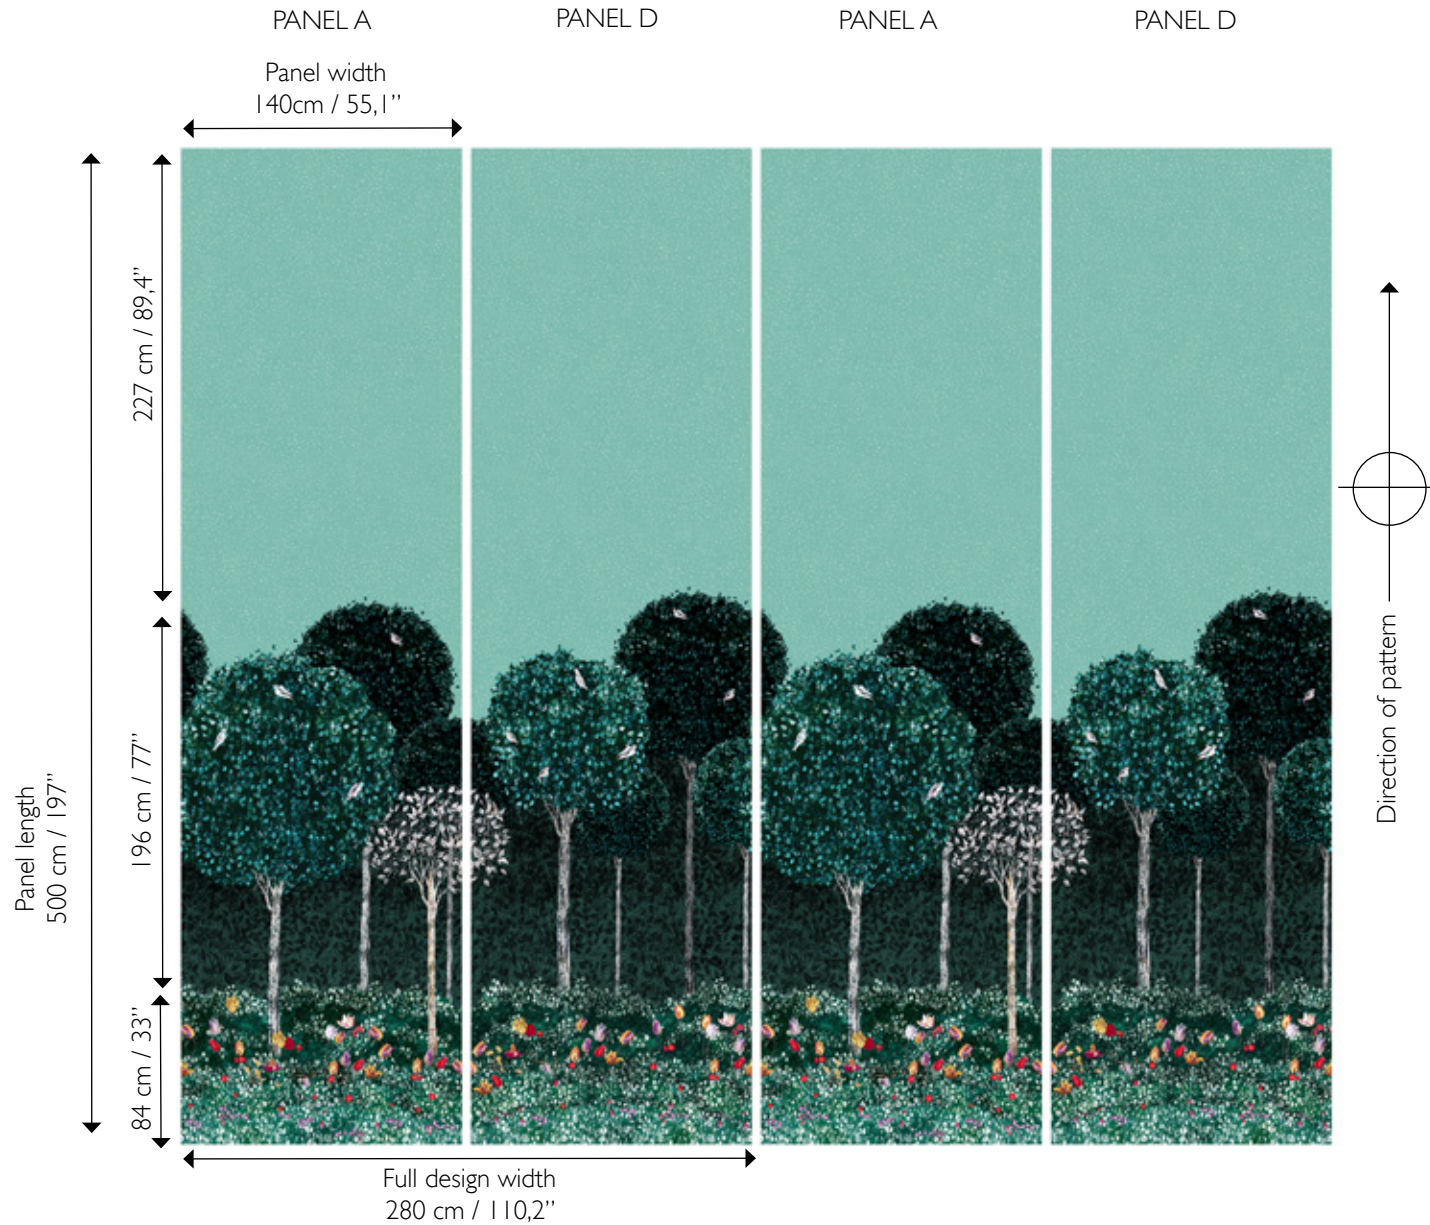 PANEL A
PANEL D
PANEL A
PANEL D
Panel width
140cm / 55,1’’
227 cm / 89,4’’
196 cm / 77’’
84 cm / 33’’
Panel length
500 cm / 197’’
Direction of pattern
Full design width
280 cm / 110,2’’